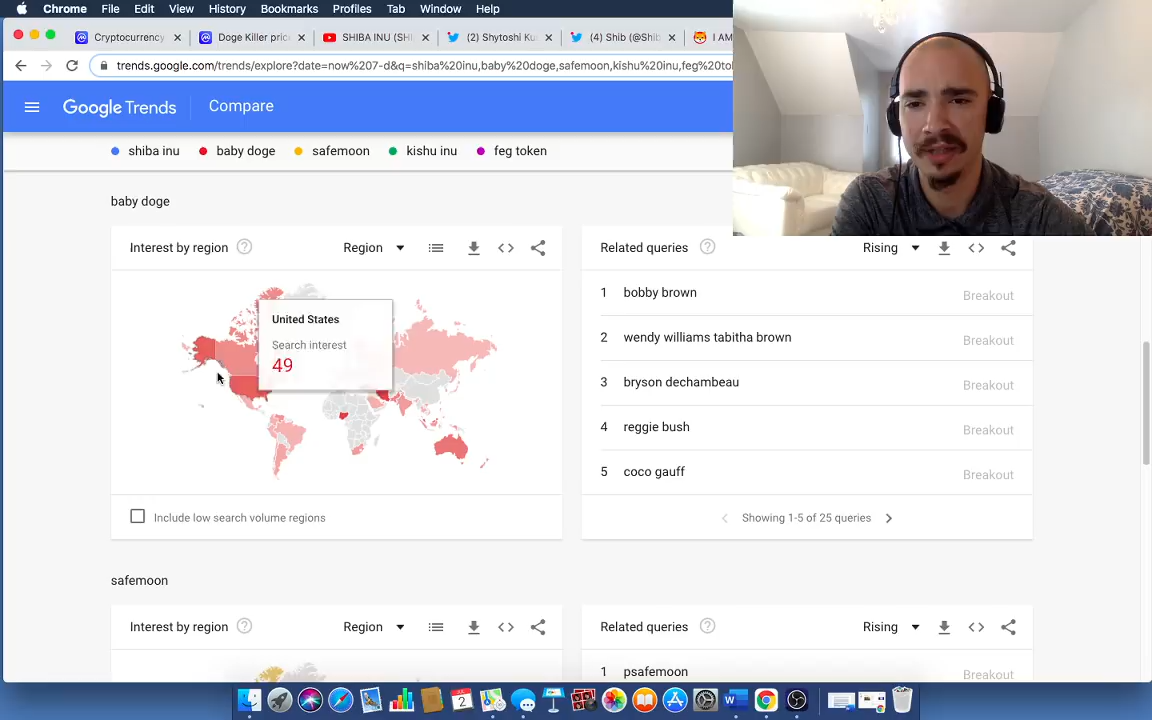 Chrome File Edit View History Bookmarks Profiles Tab Window Help
Cryptocurrency
Doge Killer pric
SHIBA INU (SHI
(2) Shytoshi Ku
(4) Shib (@Shib
I AM
trends.google.com/trends/explore?date=now%207-d&q=shiba%20inu,baby%20doge,safemoon,kishu%20inu,feg%20tok
Google Trends
Compare
shiba inu
baby doge
safemoon
kishu inu
feg token
baby doge
Interest by region
Region
United States
Search interest
49
Include low search volume regions
Related queries
Rising
1 bobby brown Breakout
2 wendy williams tabitha brown Breakout
3 bryson dechambeau Breakout
4 reggie bush Breakout
5 coco gauff Breakout
Showing 1-5 of 25 queries
safemoon
Interest by region
Region
Related queries
Rising
1 psafemoon Breakout
2